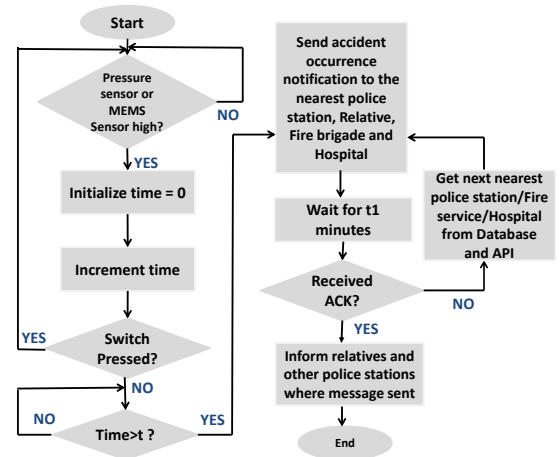 Start
Pressure
sensor or
MEMS
Sensor high?
NO
YES
Initialize time = 0
Increment time
Switch
Pressed?
YES
NO
Time>t ?
NO
YES
Send accident
occurrence
notification to the
nearest police
station, Relative,
Fire brigade and
Hospital
Wait for t1
minutes
Received
ACK?
NO
Get next nearest
police station/Fire
service/Hospital
from Database
and API
YES
Inform relatives and
other police stations
where message sent
End